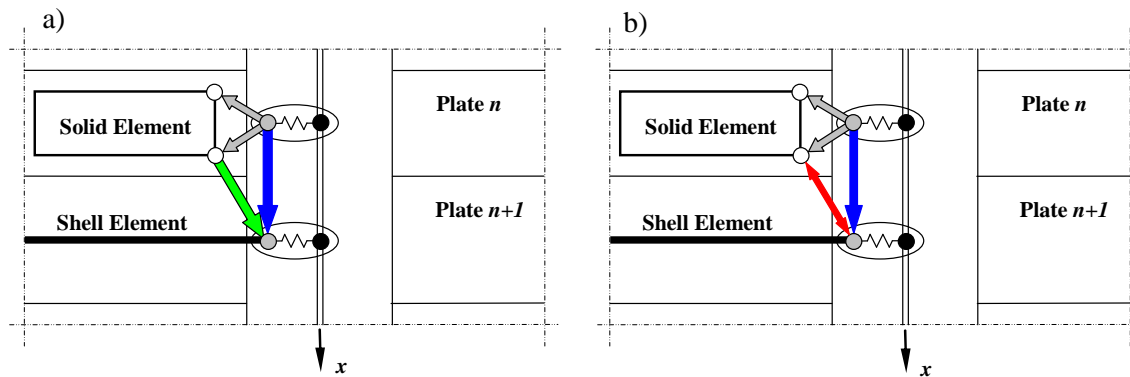 a)
Solid Element
Plate n
Shell Element
Plate n+1
x
b)
Solid Element
Plate n
Shell Element
Plate n+1
x